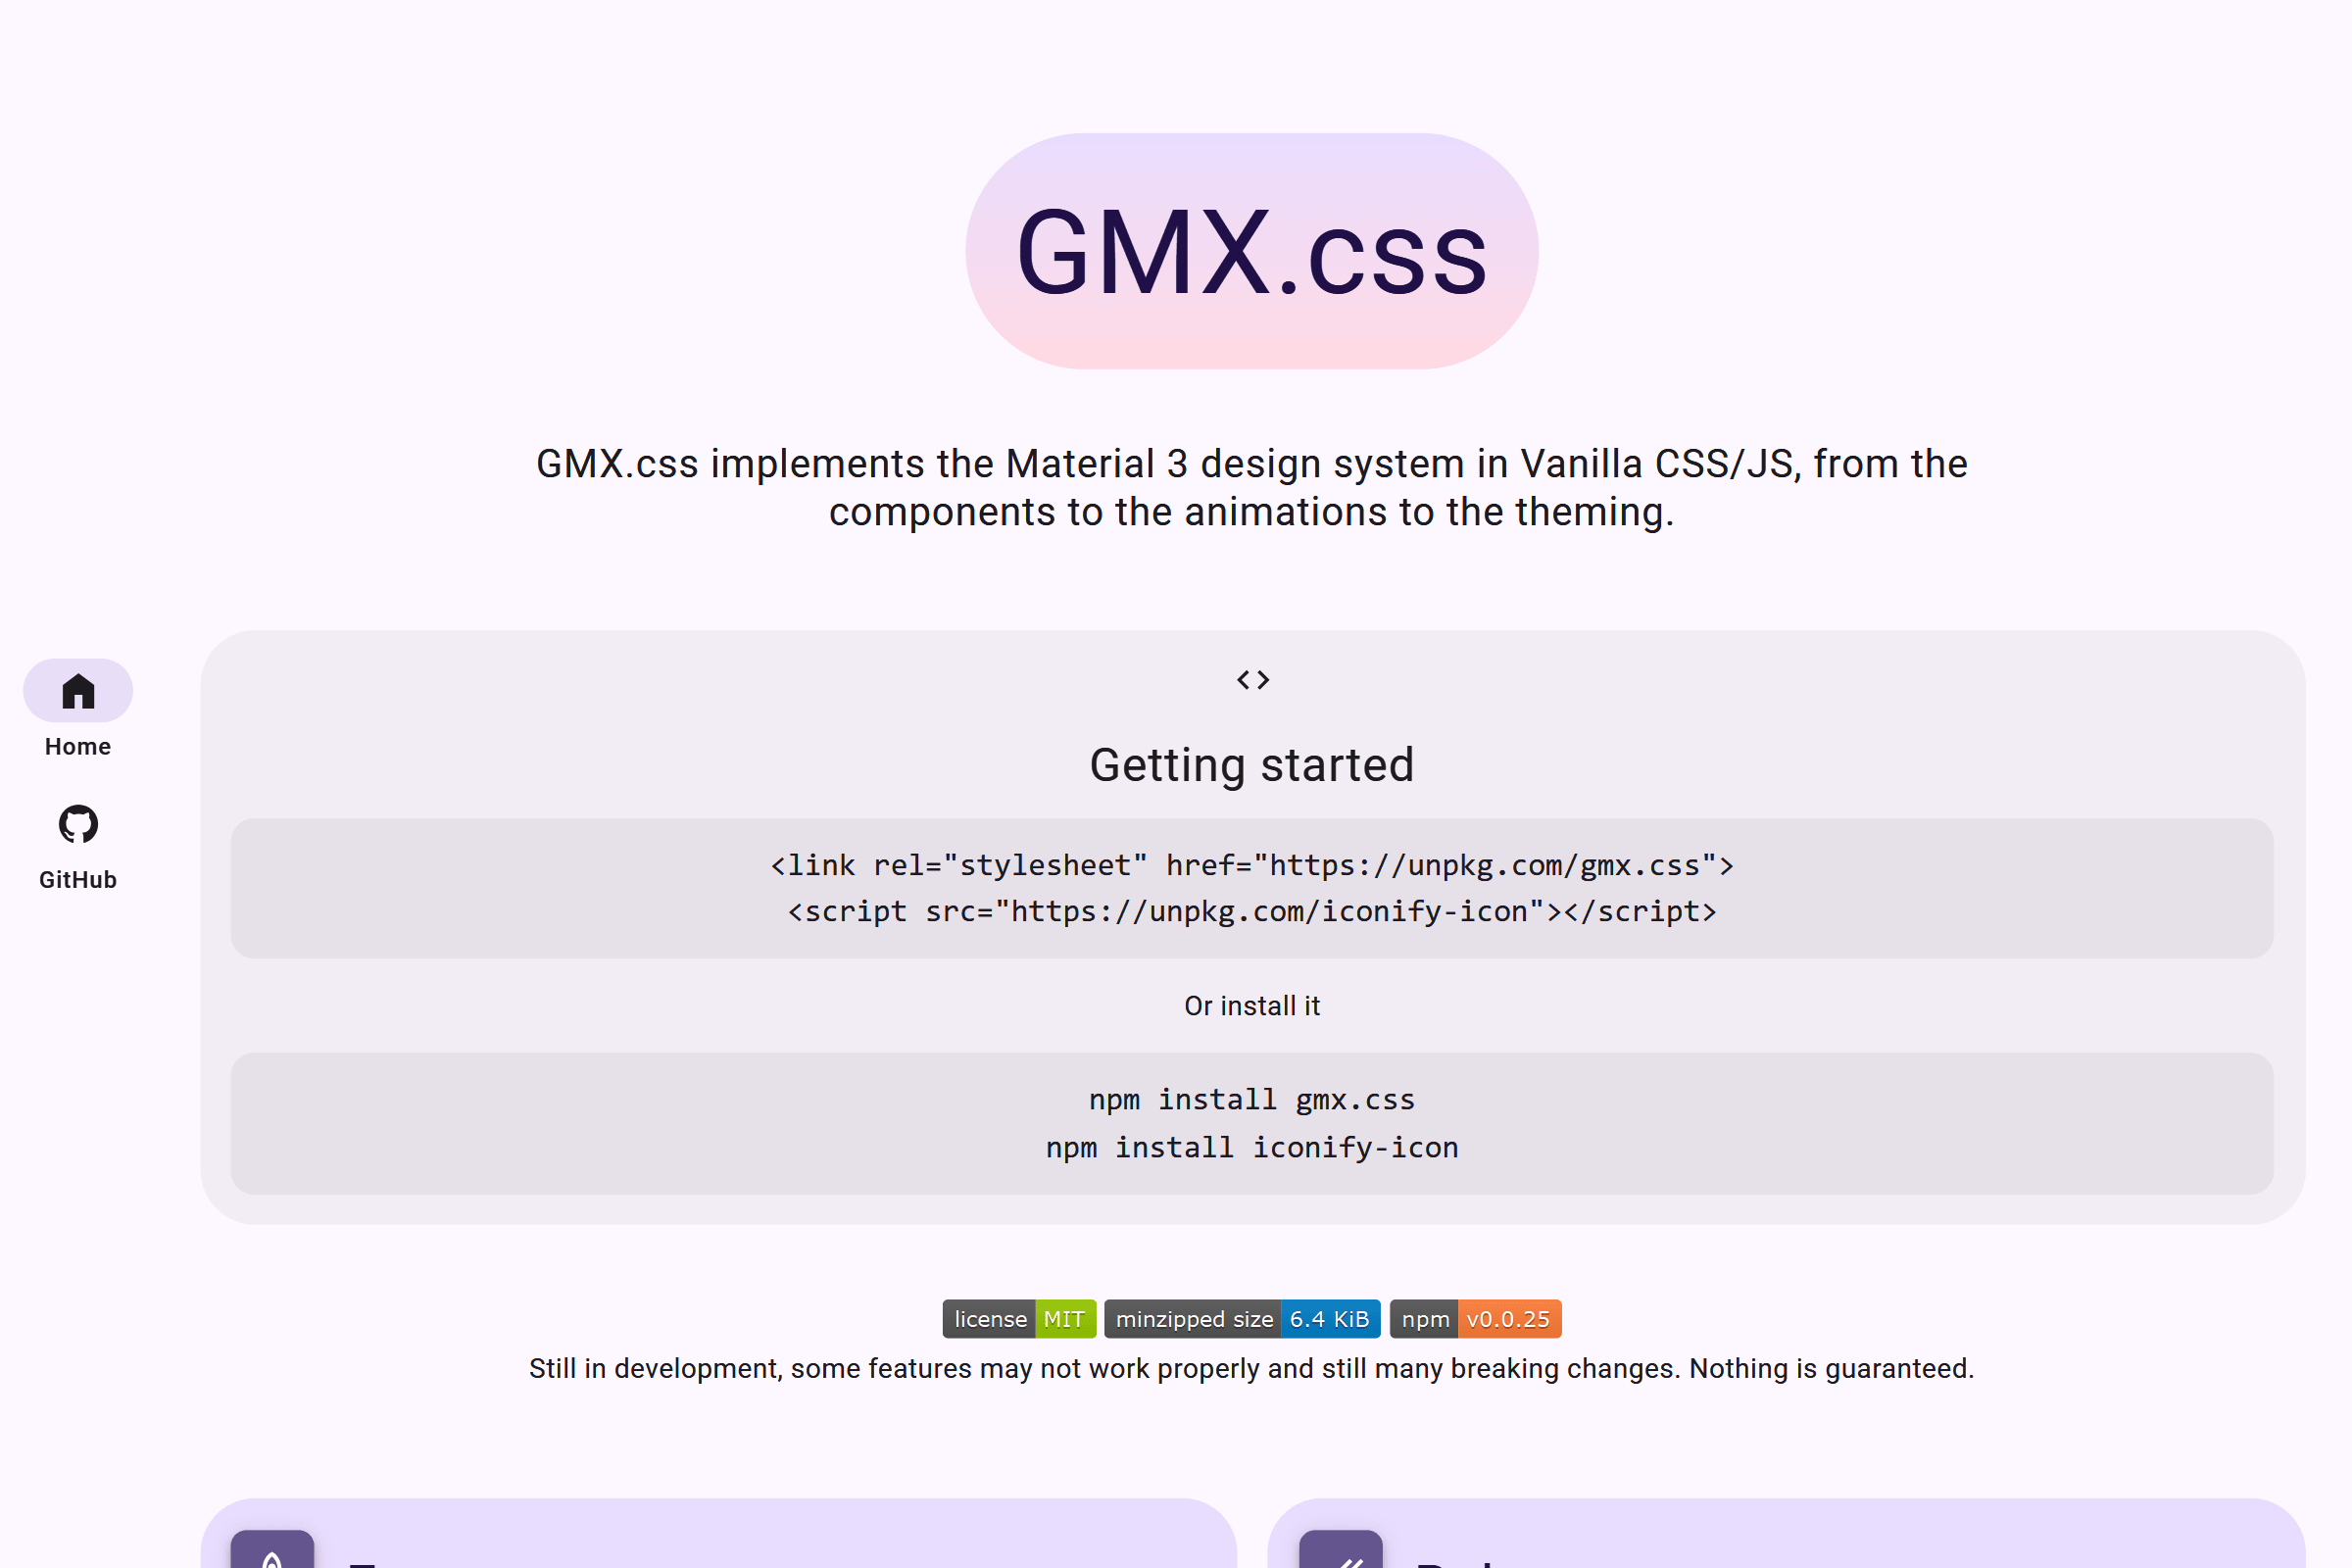 GMX.css
GMX.css implements the Material 3 design system in Vanilla CSS/JS, from the
components to the animations to the theming.
Home
GitHub
Getting started
<link rel="stylesheet" href="https://unpkg.com/gmx.css">
<script src="https://unpkg.com/iconify-icon"></script>
Or install it
npm install gmx.css
npm install iconify-icon
license MIT minzipped size 6.4 KiB npm v0.0.25
Still in development, some features may not work properly and still many breaking changes. Nothing is guaranteed.